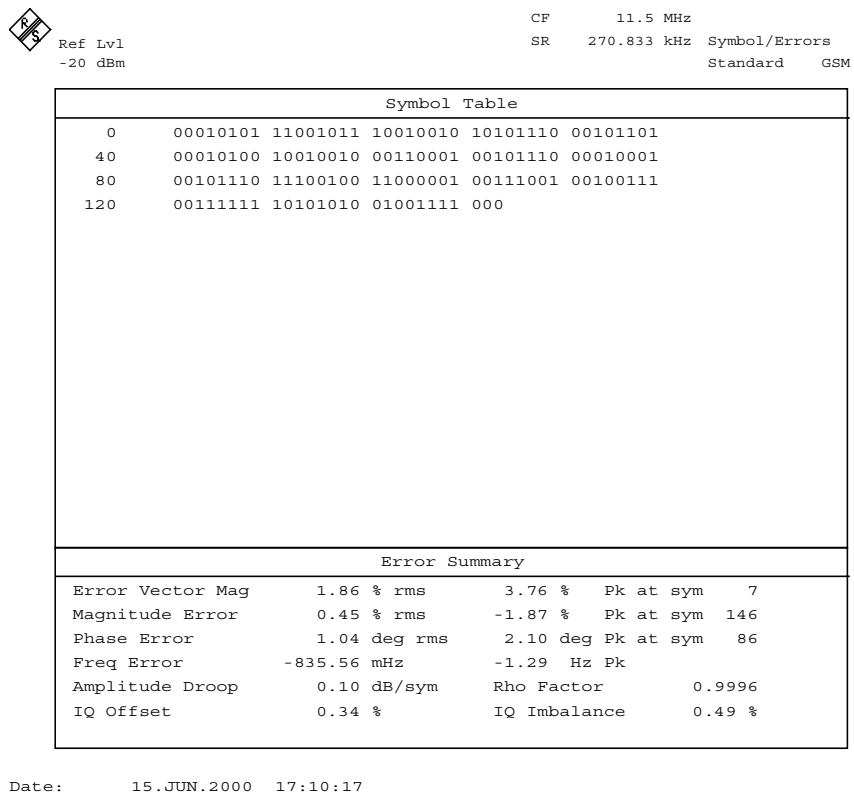 R S
CF 11.5 MHz
Ref Lvl SR 270.833 kHz Symbol/Errors
-20 dBm Standard GSM
Symbol Table
0 00010101 11001011 10010010 10101110 00101101
40 00010100 10010010 00110001 00101110 00010001
80 00101110 11100100 11000001 00111001 00100111
120 00111111 10101010 01001111 000
Error Summary
Error Vector Mag 1.86 % rms 3.76 % Pk at sym 7
Magnitude Error 0.45 % rms -1.87 % Pk at sym 146
Phase Error 1.04 deg rms 2.10 deg Pk at sym 86
Freq Error -835.56 mHz -1.29 Hz Pk
Amplitude Droop 0.10 dB/sym Rho Factor 0.9996
IQ Offset 0.34 % IQ Imbalance 0.49 %
Date: 15.JUN.2000 17:10:17